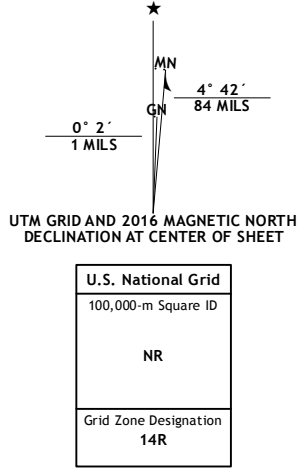 ★
MN
4° 42´
84 MILS
GN
0° 2´
1 MILS
UTM GRID AND 2016 MAGNETIC NORTH
DECLINATION AT CENTER OF SHEET
U.S. National Grid
100,000-m Square ID
NR
Grid Zone Designation
14R